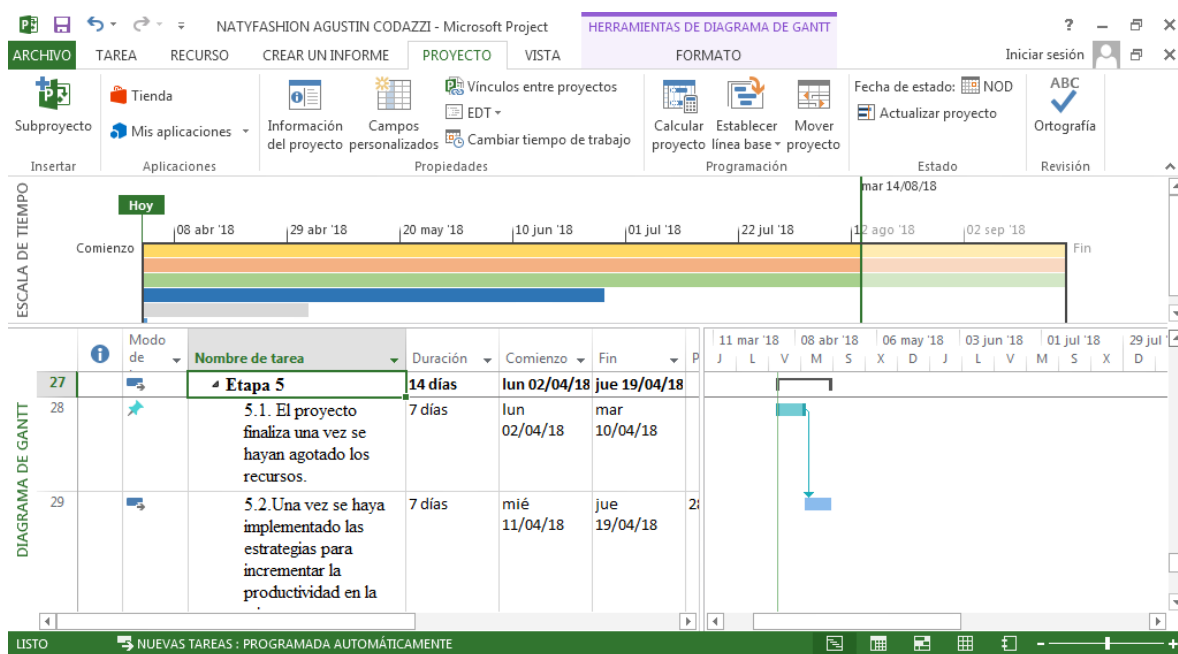 NATYFASHION AGUSTIN CODAZZI - Microsoft Project
HERRAMIENTAS DE DIAGRAMA DE GANTT
?
ARCHIVO TAREA RECURSO CREAR UN INFORME PROYECTO VISTA FORMATO Iniciar sesión
Subproyecto
Tienda
Mis aplicaciones
Información del proyecto
Campos personalizados
Vínculos entre proyectos
EDT
Cambiar tiempo de trabajo
Calcular proyecto
Establecer línea base
Mover proyecto
Fecha de estado: NOD
Actualizar proyecto
ABC
Ortografía
Insertar Aplicaciones Propiedades Programación Estado Revisión
ESCALA DE TIEMPO
mar 14/08/18
Hoy
08 abr '18 29 abr '18 20 may '18 10 jun '18 01 jul '18 22 jul '18 12 ago '18 02 sep '18
Comienzo
Fin
DIAGRAMA DE GANTT
Modo de
Nombre de tarea Duración Comienzo Fin P
11 mar '18 08 abr '18 06 may '18 03 jun '18 01 jul '18 29 jul '
J L V M S X D J L V M S X D
27 Etapa 5 14 días lun 02/04/18 jue 19/04/18
28 5.1. El proyecto 7 días lun mar
finaliza una vez se 02/04/18 10/04/18
hayan agotado los
recursos.
29 5.2.Una vez se haya 7 días mié jue 28
implementado las 11/04/18 19/04/18
estrategias para
incrementar la
productividad en la
LISTO NUEVAS TAREAS : PROGRAMADA AUTOMÁTICAMENTE